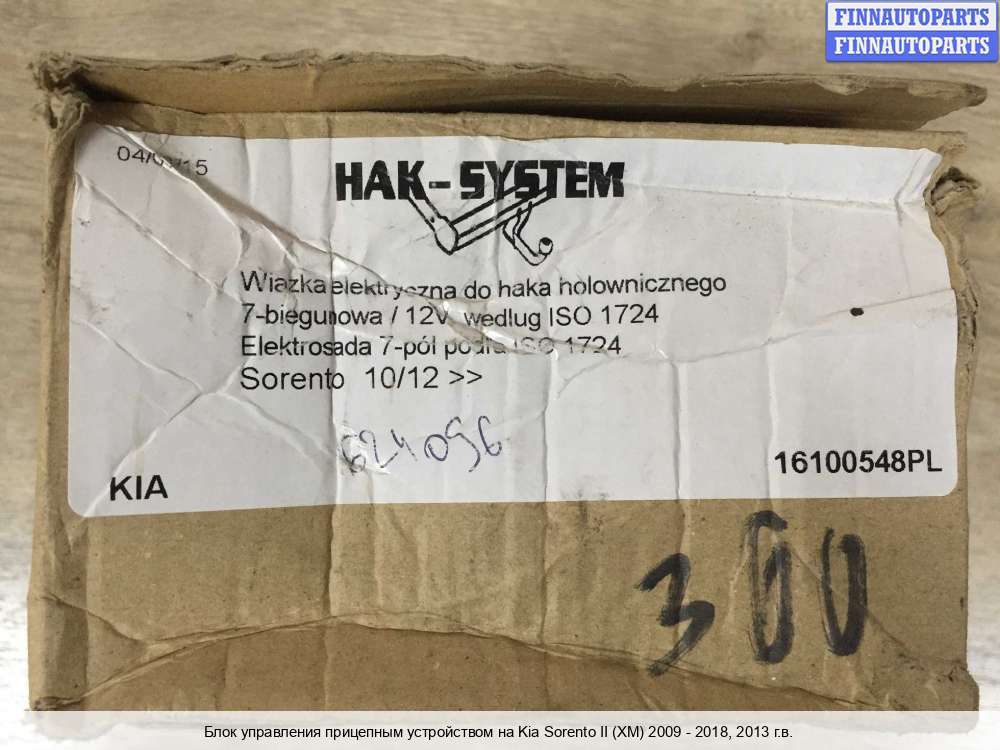 FINNAUTOPARTS
FINNAUTOPARTS
HAK-SYSTEM
Wiazka elektryczna do haka holowniczego
7-biegunowa / 12V wedlug ISO 1724
Elektrosada 7-pól podla ISO 1724
Sorento 10/12 >>
624096
16100548PL
KIA
300
Блок управления прицепным устройством на Kia Sorento II (XM) 2009 - 2018, 2013 г.в.